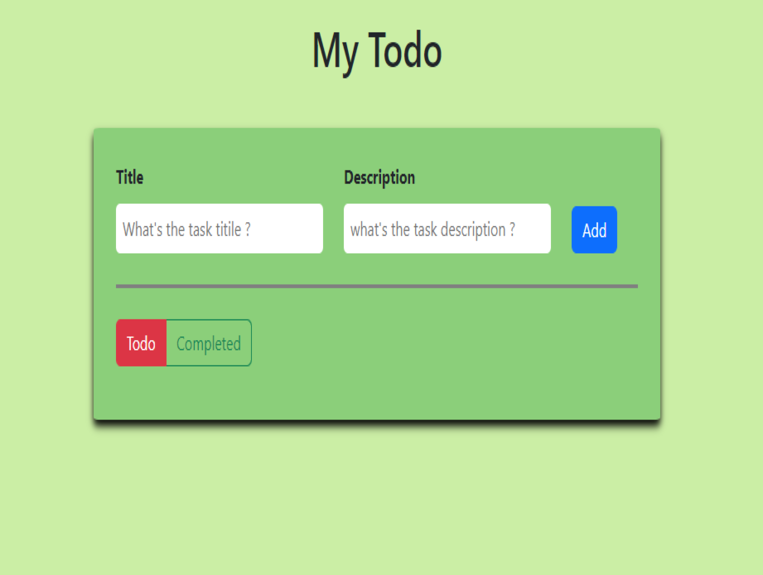 My Todo
Title Description
What's the task titile ? what's the task description ? Add
Todo Completed